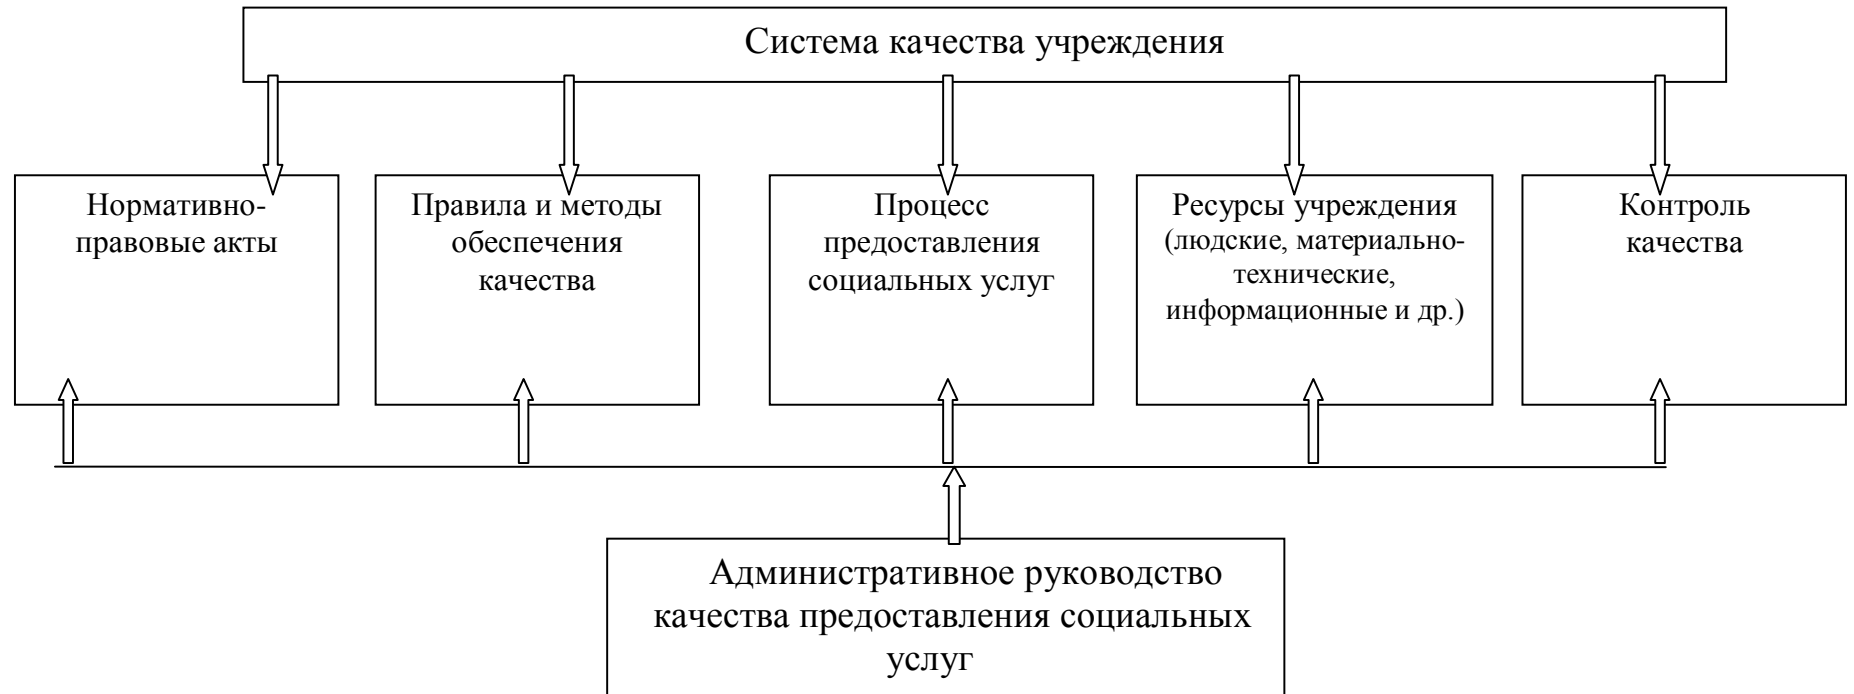 Система качества учреждения
Нормативно-
правовые акты
Правила и методы
обеспечения
качества
Процесс
предоставления
социальных услуг
Ресурсы учреждения
(людские, материально-
технические,
информационные и др.)
Контроль
качества
Административное руководство
качества предоставления социальных
услуг